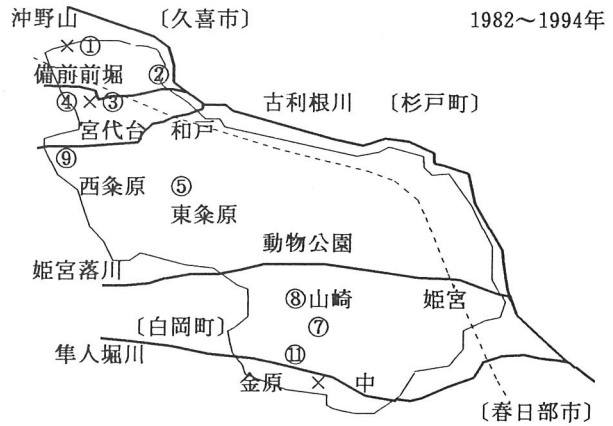 沖野山 〔久喜市〕 1982～1994年
×①
備前前堀 ②
④×③ 古利根川 〔杉戸町〕
宮代台 和戸
⑨
西粂原 ⑤
東粂原
動物公園
姫宮落川
⑧山崎 姫宮
〔白岡町〕 ⑦
隼人堀川 ⑪
金原 × 中
〔春日部市〕